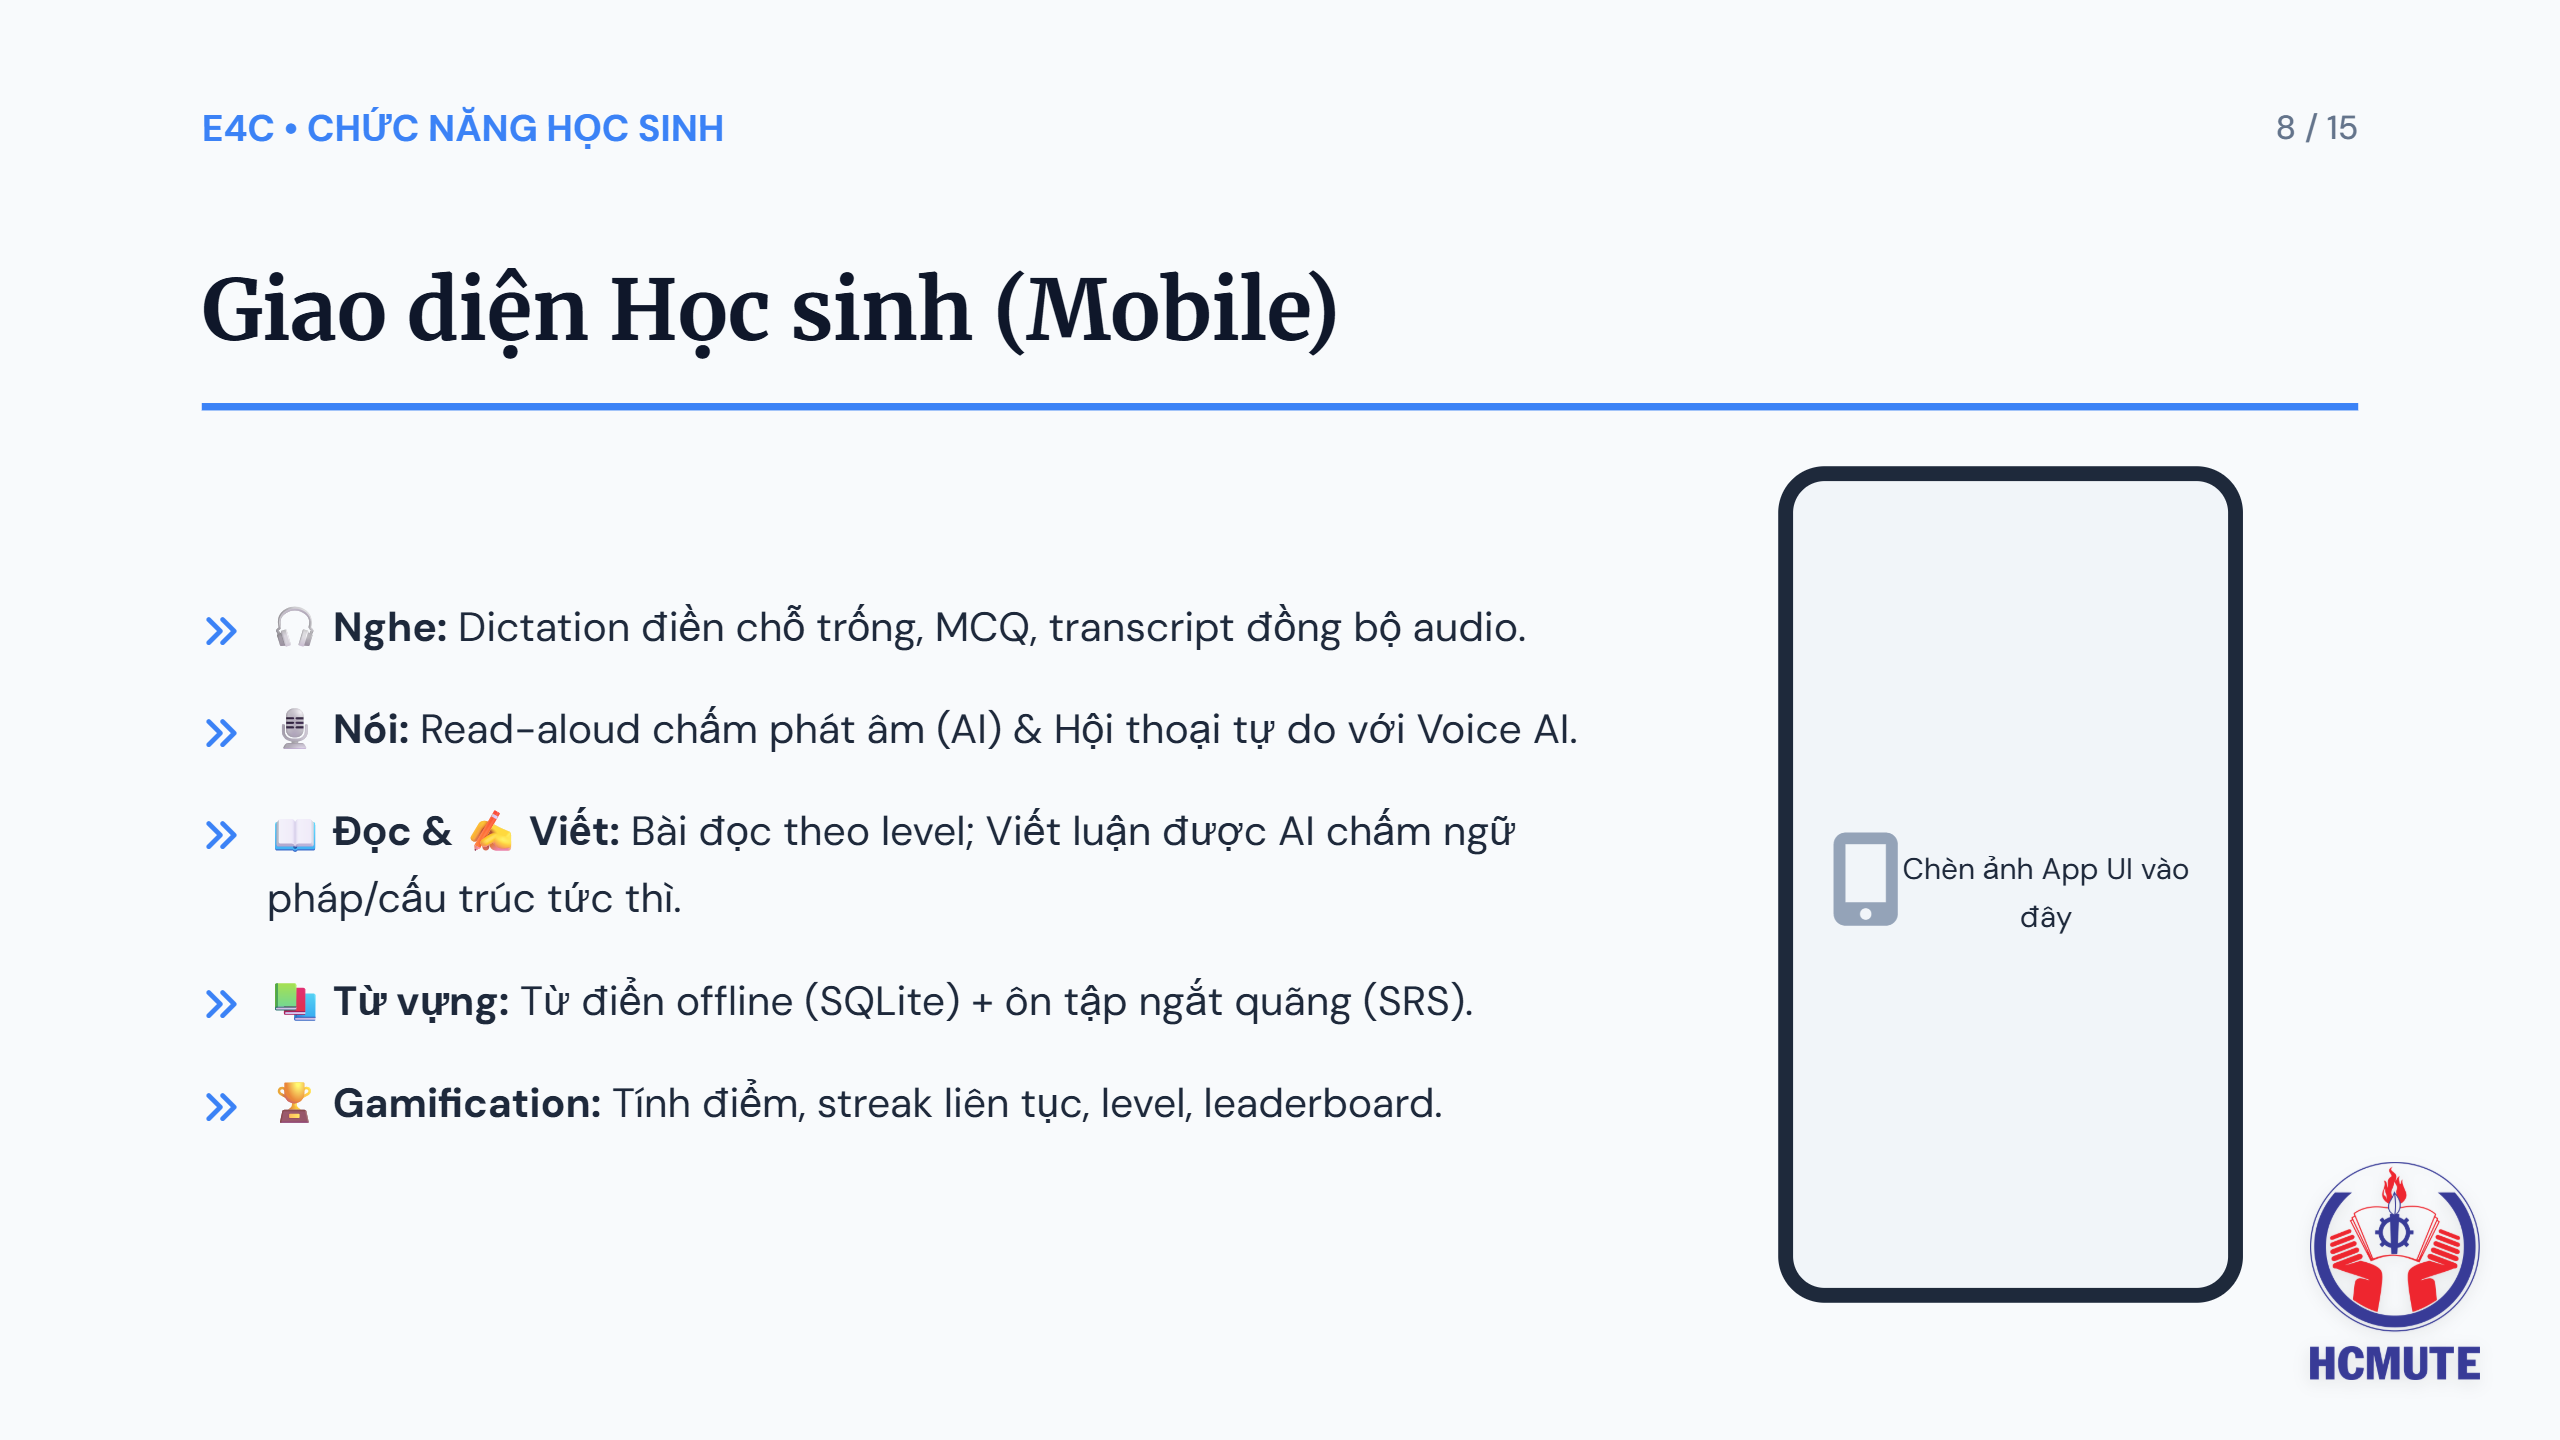 E4C • CHỨC NĂNG HỌC SINH
8 / 15
Giao diện Học sinh (Mobile)
Nghe: Dictation điền chỗ trống, MCQ, transcript đồng bộ audio.
Nói: Read-aloud chấm phát âm (AI) & Hội thoại tự do với Voice AI.
Đọc & Viết: Bài đọc theo level; Viết luận được AI chấm ngữ
pháp/cấu trúc tức thì.
Từ vựng: Từ điển offline (SQLite) + ôn tập ngắt quãng (SRS).
Gamification: Tính điểm, streak liên tục, level, leaderboard.
Chèn ảnh App UI vào
đây
HCMUTE